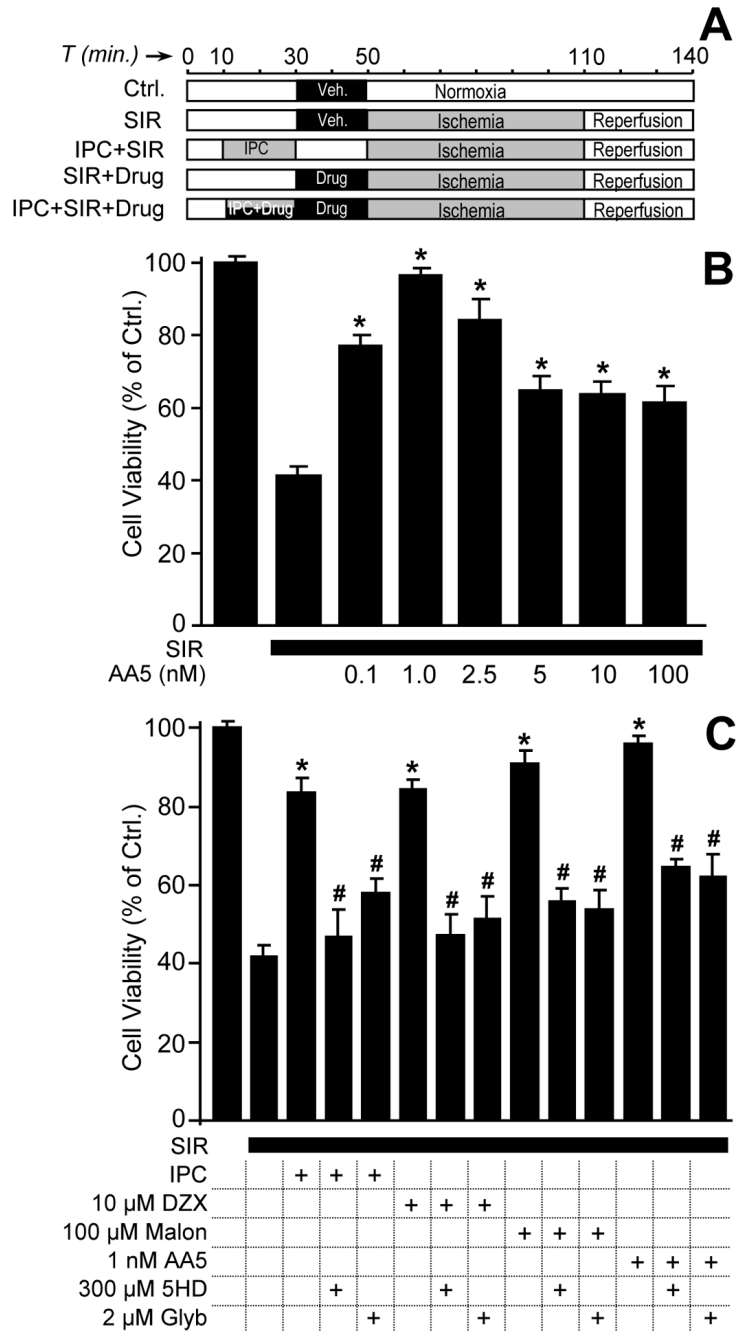 A
T (min.) → 0 10 30 50 110 140
Ctrl. Veh. Normoxia
SIR Veh. Ischemia Reperfusion
IPC+SIR IPC Ischemia Reperfusion
SIR+Drug Drug Ischemia Reperfusion
IPC+SIR+Drug IPC+Drug Drug Ischemia Reperfusion
B
Cell Viability (% of Ctrl.)
100
80
60
40
20
0
* * * * * *
SIR
AA5 (nM) 0.1 1.0 2.5 5 10 100
C
Cell Viability (% of Ctrl.)
100
80
60
40
20
0
* # # * # # * # # * # #
SIR
IPC + + +
10 µM DZX + + +
100 µM Malon + + +
1 nM AA5 + + +
300 µM 5HD + + + +
2 µM Glyb + + + +